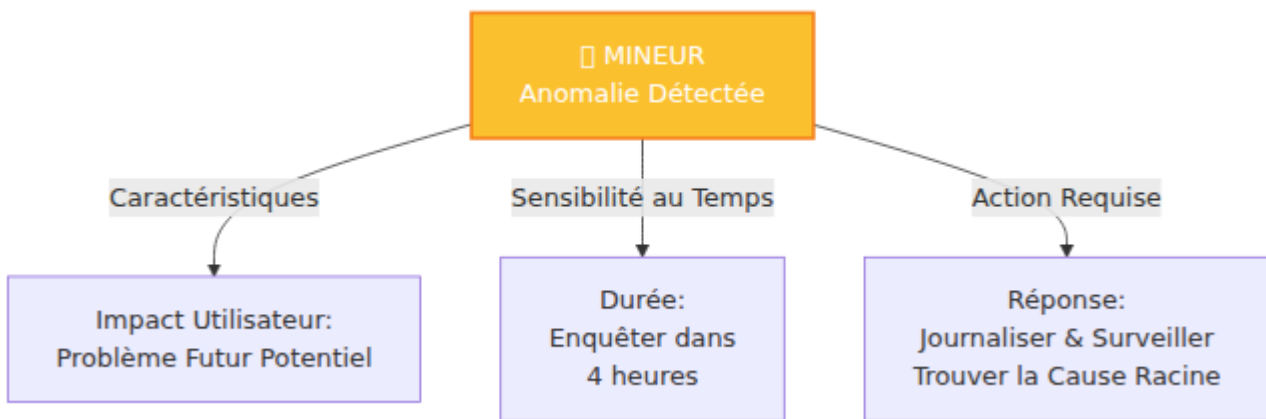 MINEUR
Anomalie Détectée
Caractéristiques
Sensibilité au Temps
Action Requise
Impact Utilisateur:
Problème Futur Potentiel
Durée:
Enquêter dans
4 heures
Réponse:
Journaliser & Surveiller
Trouver la Cause Racine